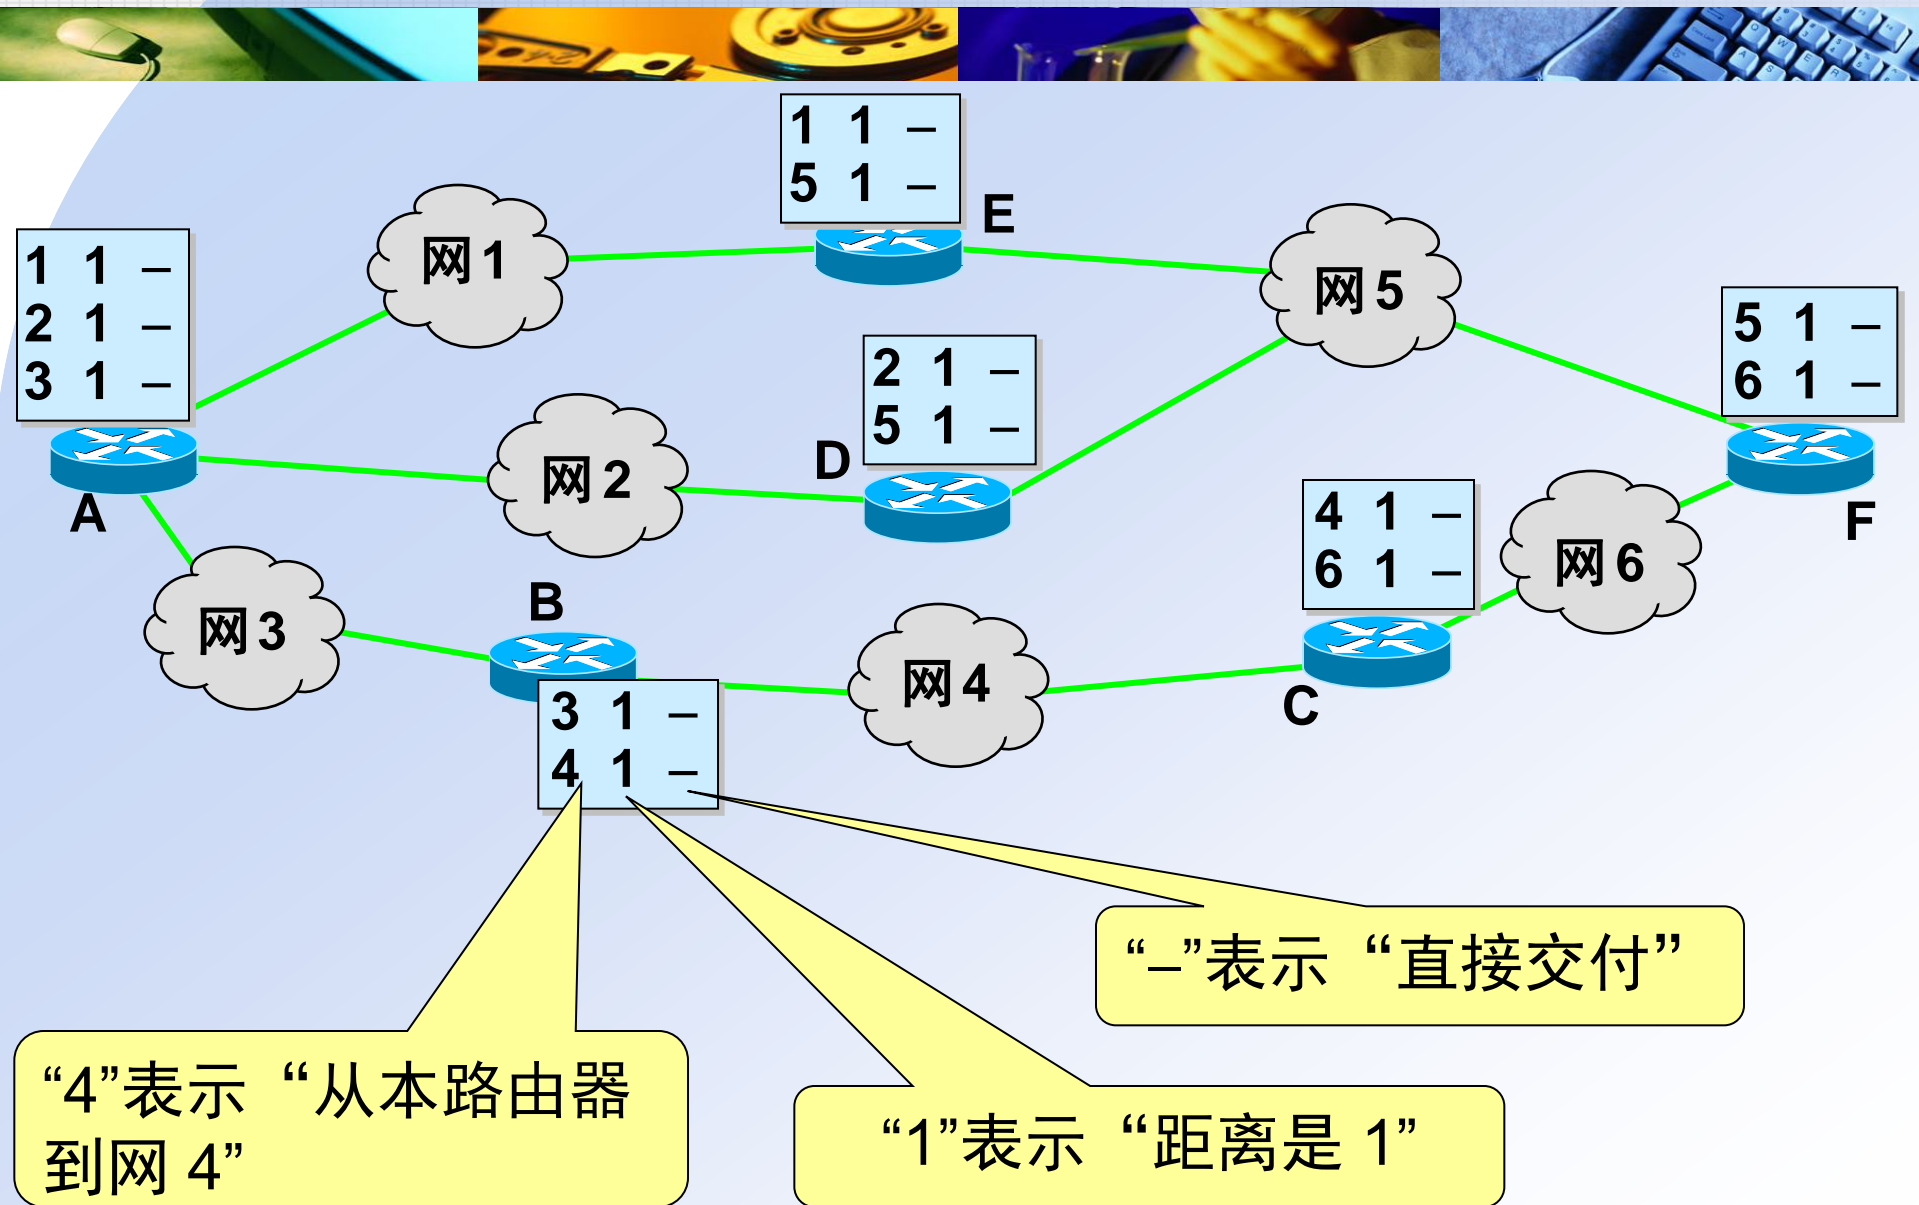 1 1 –
5 1 –
E
网1
网5
1 1 –
2 1 –
3 1 –
5 1 –
6 1 –
2 1 –
5 1 –
D
网2
A
4 1 –
6 1 –
F
网6
B
网3
网4
C
3 1 –
4 1 –
“–”表示 “直接交付”
“4”表示 “从本路由器
到网 4”
“1”表示 “距离是 1”